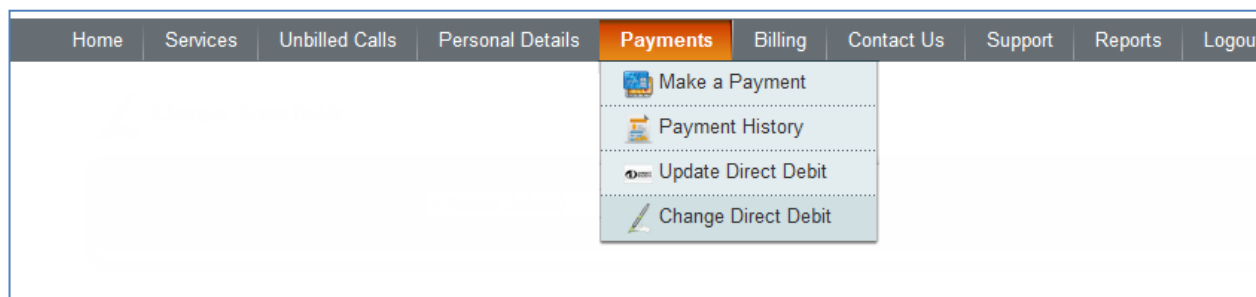 Home Services Unbilled Calls Personal Details Payments Billing Contact Us Support Reports Logou
Make a Payment
Payment History
Update Direct Debit
Change Direct Debit